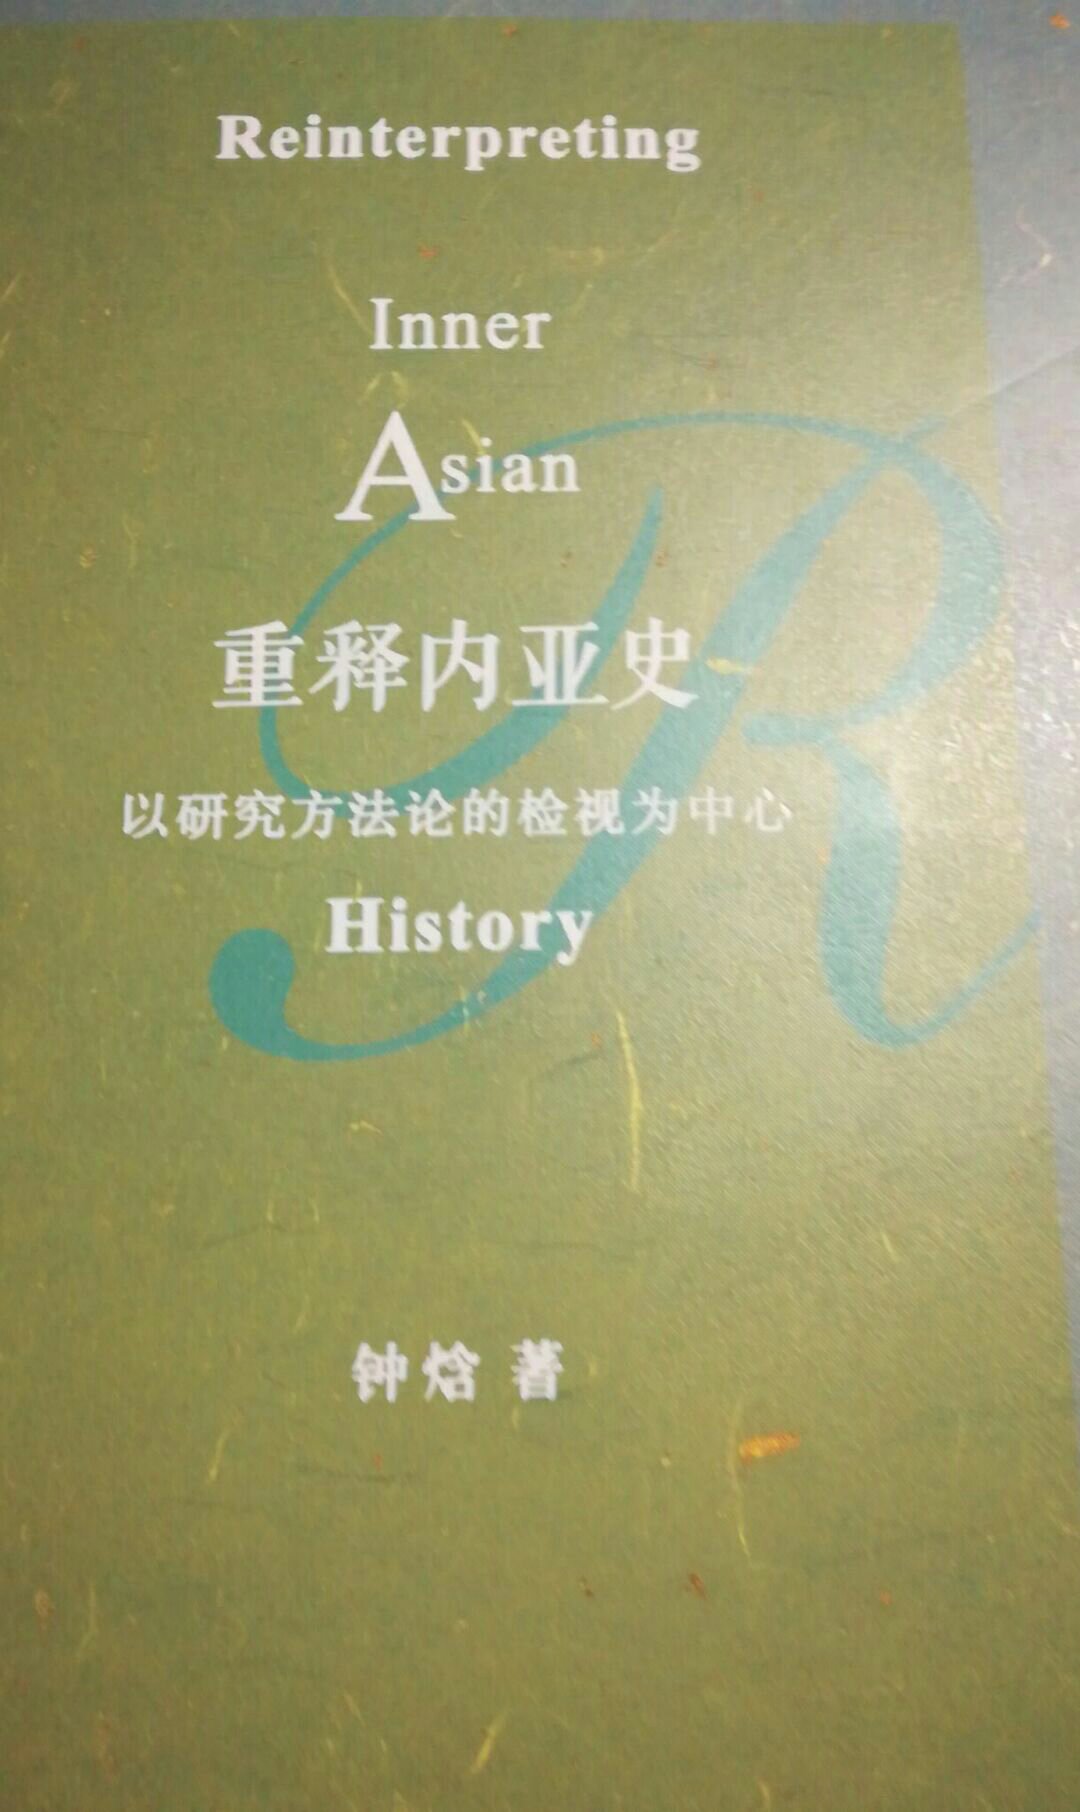 Reinterpreting
Inner
Asian
重释内亚史
以研究方法论的检视为中心
History
钟焓 著